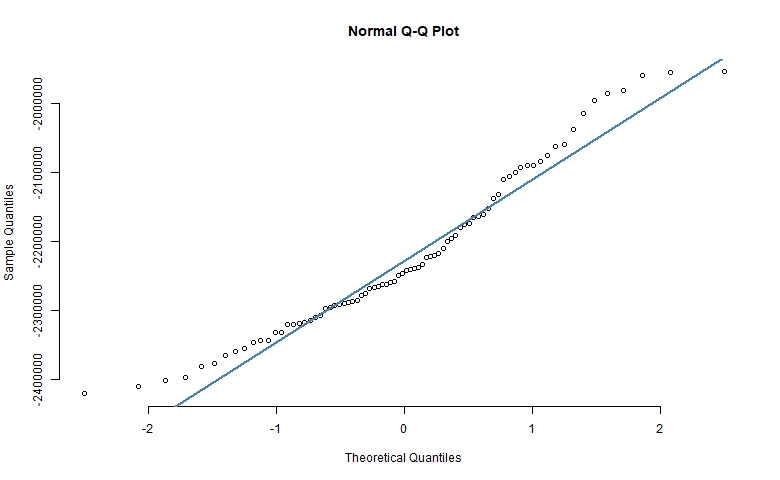 Normal Q-Q Plot
Sample Quantiles
-2000000
-2100000
-2200000
-2300000
-2400000
-2 -1 0 1 2
Theoretical Quantiles